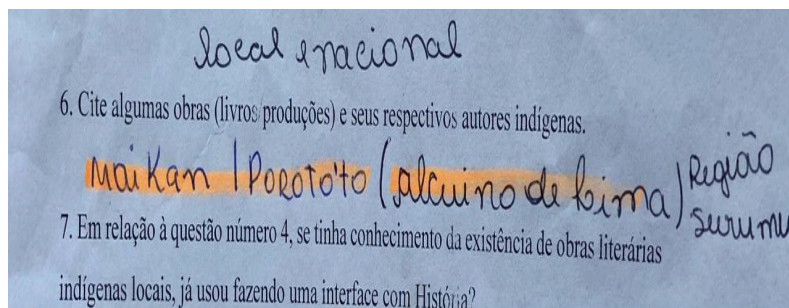 local e nacional
6. Cite algumas obras (livros produções) e seus respectivos autores indígenas.
Maikan / POROTO'to (alcuino de Lima) Região Surumu
7. Em relação à questão número 4, se tinha conhecimento da existência de obras literárias
indígenas locais, já usou fazendo uma interface com História?